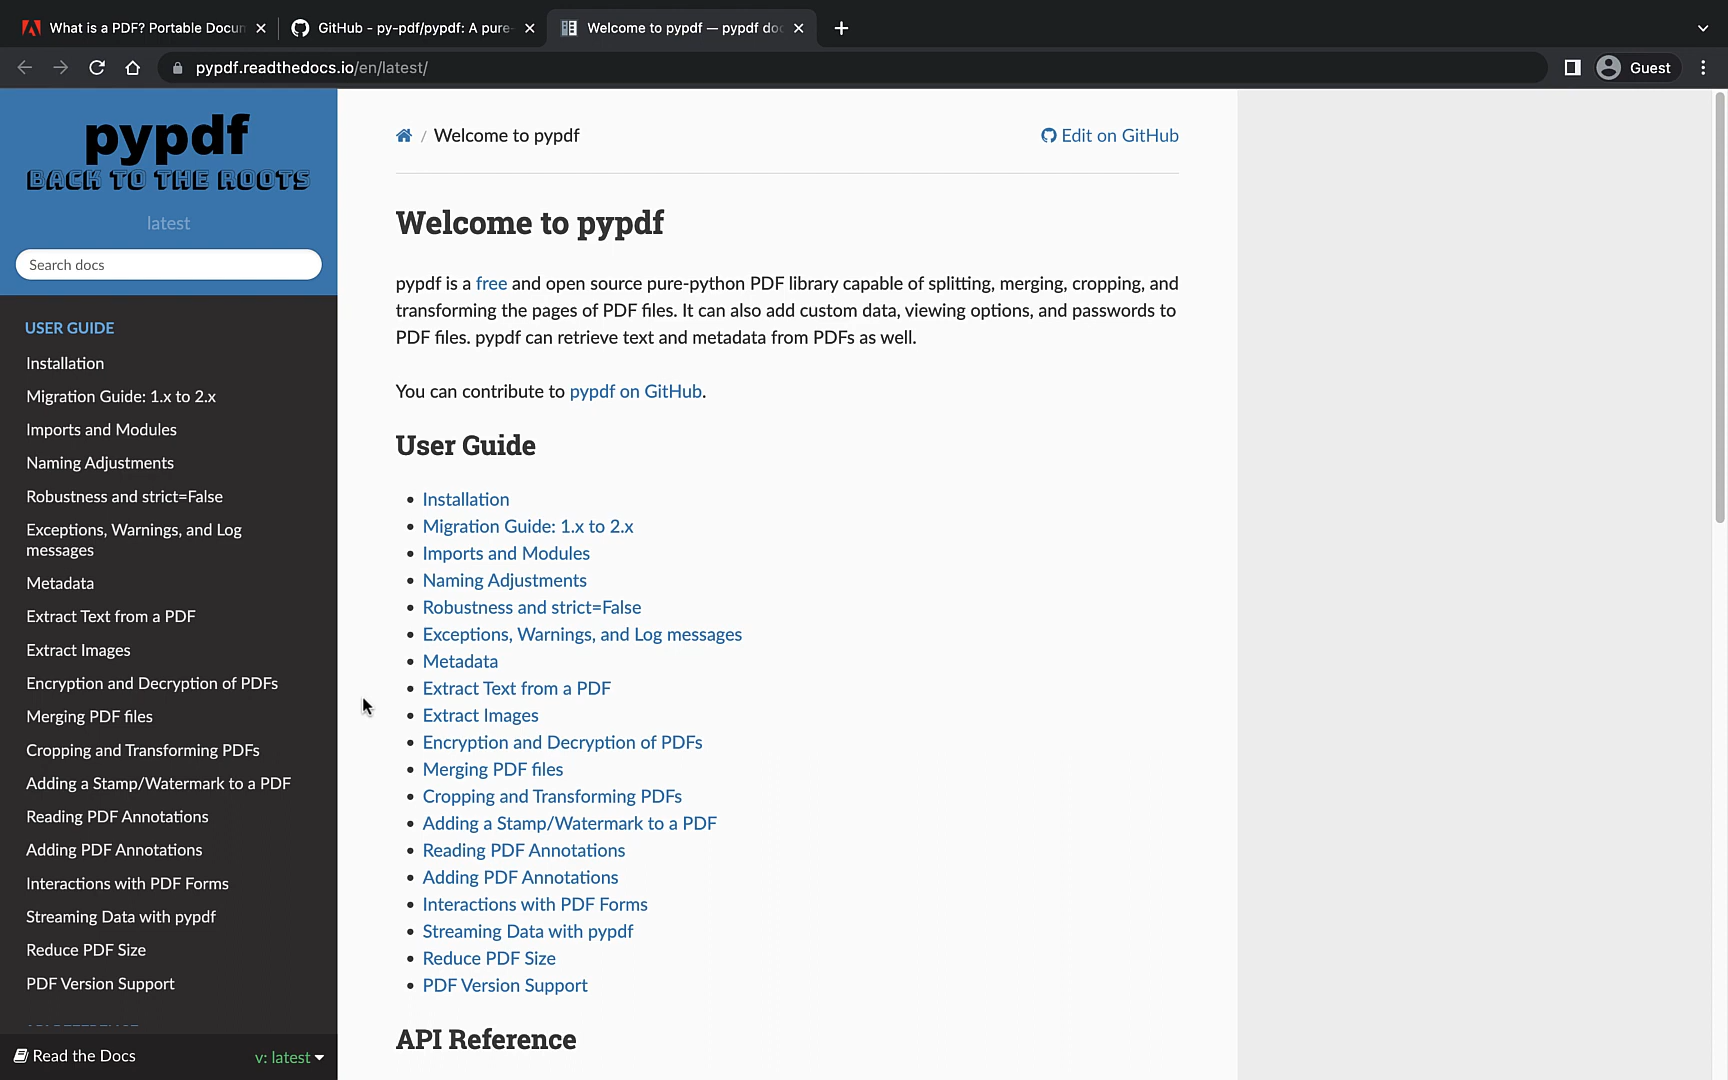 What is a PDF? Portable Docum
GitHub - py-pdf/pypdf: A pure-
Welcome to pypdf — pypdf doc
pypdf.readthedocs.io/en/latest/
Guest
pypdf
BACK TO THE ROOTS
latest
Search docs
USER GUIDE
Installation
Migration Guide: 1.x to 2.x
Imports and Modules
Naming Adjustments
Robustness and strict=False
Exceptions, Warnings, and Log
messages
Metadata
Extract Text from a PDF
Extract Images
Encryption and Decryption of PDFs
Merging PDF files
Cropping and Transforming PDFs
Adding a Stamp/Watermark to a PDF
Reading PDF Annotations
Adding PDF Annotations
Interactions with PDF Forms
Streaming Data with pypdf
Reduce PDF Size
PDF Version Support
Read the Docs
v: latest
/ Welcome to pypdf
Edit on GitHub
Welcome to pypdf
pypdf is a free and open source pure-python PDF library capable of splitting, merging, cropping, and
transforming the pages of PDF files. It can also add custom data, viewing options, and passwords to
PDF files. pypdf can retrieve text and metadata from PDFs as well.
You can contribute to pypdf on GitHub.
User Guide
• Installation
• Migration Guide: 1.x to 2.x
• Imports and Modules
• Naming Adjustments
• Robustness and strict=False
• Exceptions, Warnings, and Log messages
• Metadata
• Extract Text from a PDF
• Extract Images
• Encryption and Decryption of PDFs
• Merging PDF files
• Cropping and Transforming PDFs
• Adding a Stamp/Watermark to a PDF
• Reading PDF Annotations
• Adding PDF Annotations
• Interactions with PDF Forms
• Streaming Data with pypdf
• Reduce PDF Size
• PDF Version Support
API Reference